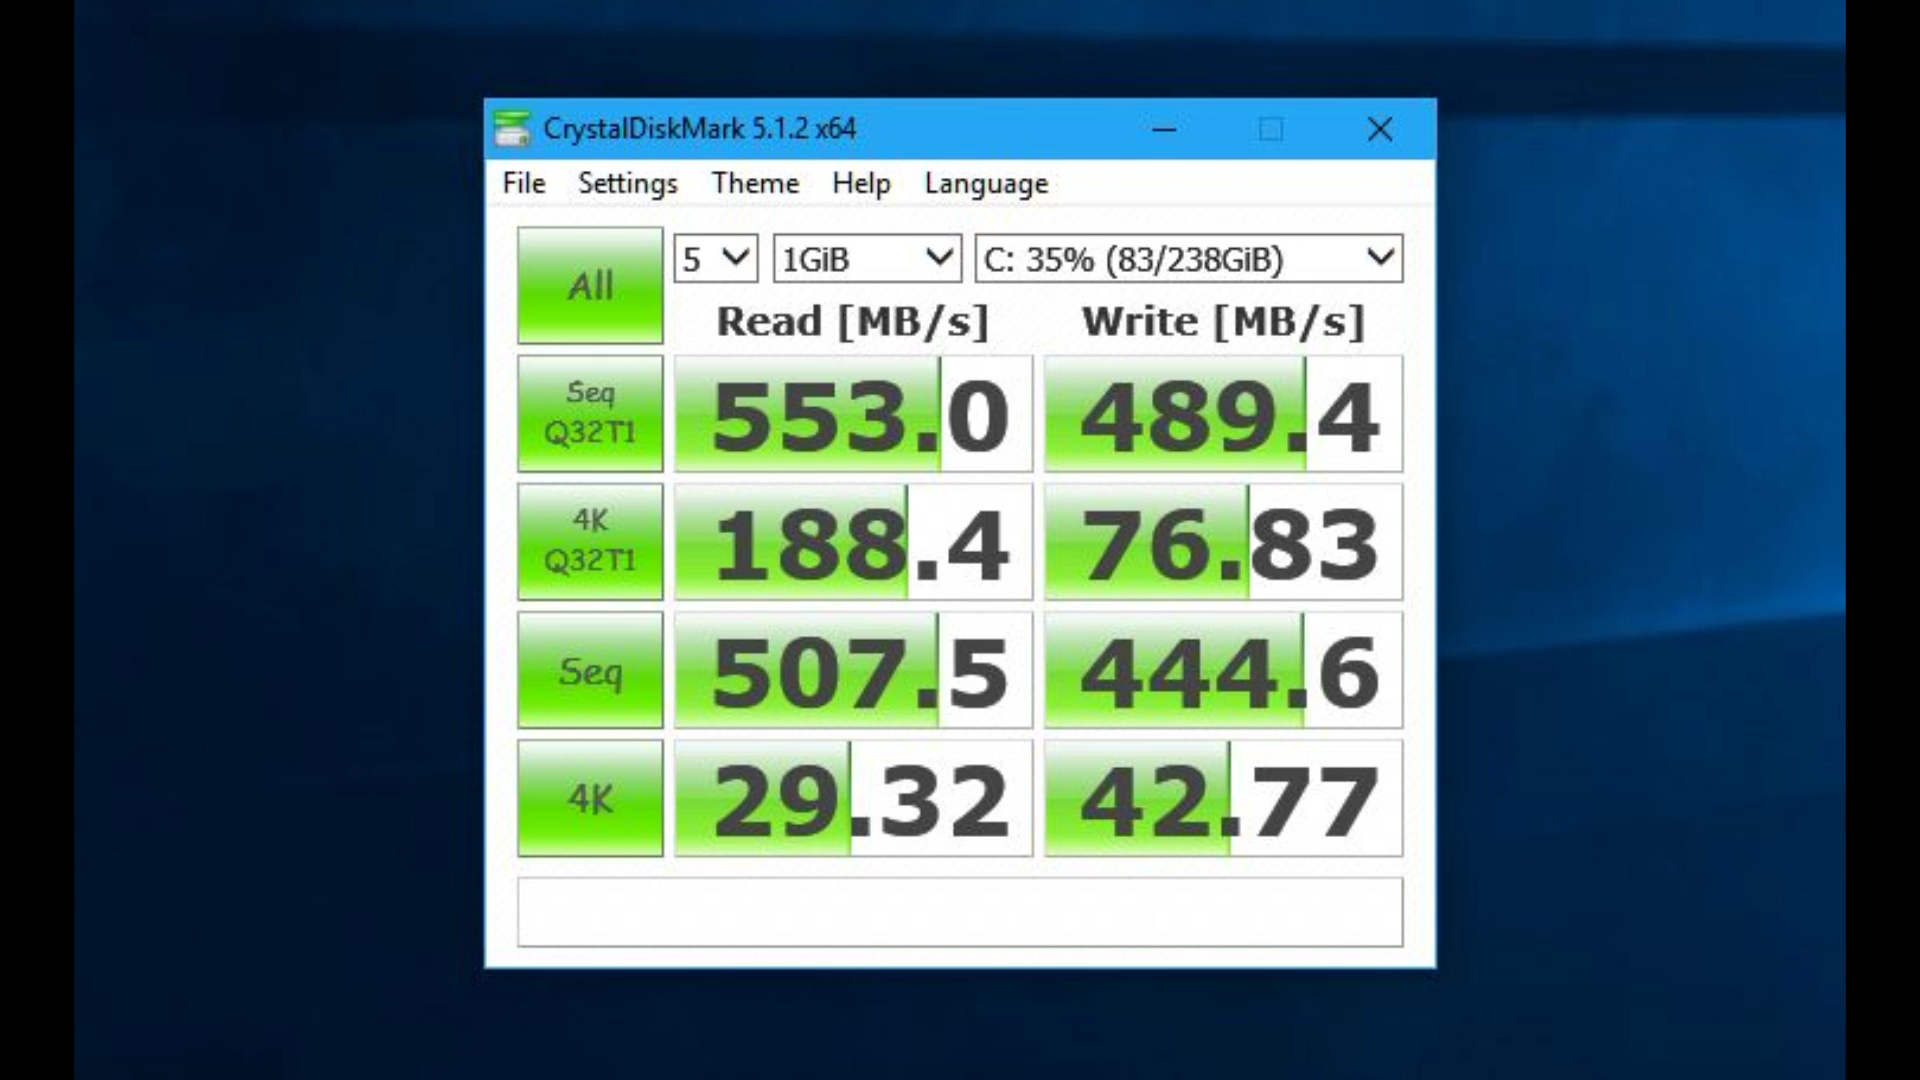 CrystalDiskMark 5.1.2 x64
File Settings Theme Help Language
All 5 1GiB C: 35% (83/238GiB)
Read [MB/s] Write [MB/s]
Seq
Q32T1
553.0 489.4
4K
Q32T1
188.4 76.83
Seq 507.5 444.6
4K 29.32 42.77